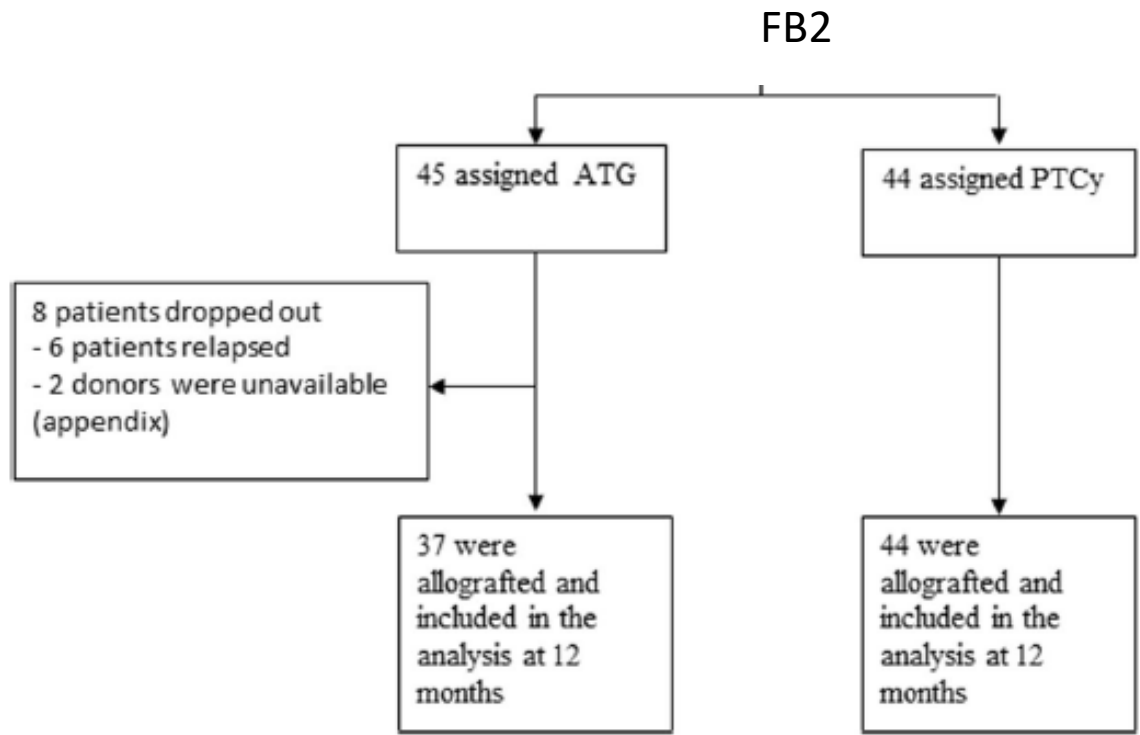 FB2
45 assigned ATG
44 assigned PTCy
8 patients dropped out
- 6 patients relapsed
- 2 donors were unavailable
(appendix)
37 were
allografted and
included in the
analysis at 12
months
44 were
allografted and
included in the
analysis at 12
months